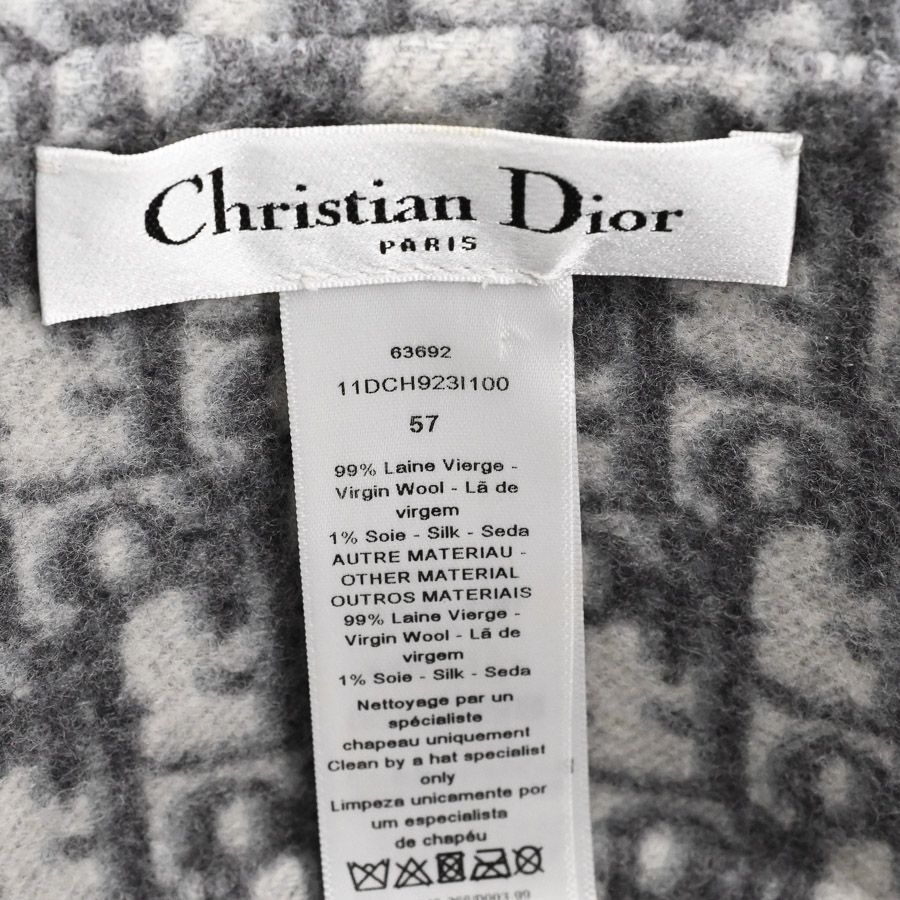 Christian Dior
PARIS
63692
11DCH923I100
57
99% Laine Vierge -
Virgin Wool - Lã de
virgem
1% Soie - Silk - Seda
AUTRE MATERIAU -
OTHER MATERIAL
OUTROS MATERIAIS
99% Laine Vierge -
Virgin Wool - Lã de
virgem
1% Soie - Silk - Seda
Nettoyage par un
spécialiste
chapeau uniquement
Clean by a hat specialist
only
Limpeza unicamente por
um especialista
de chapéu